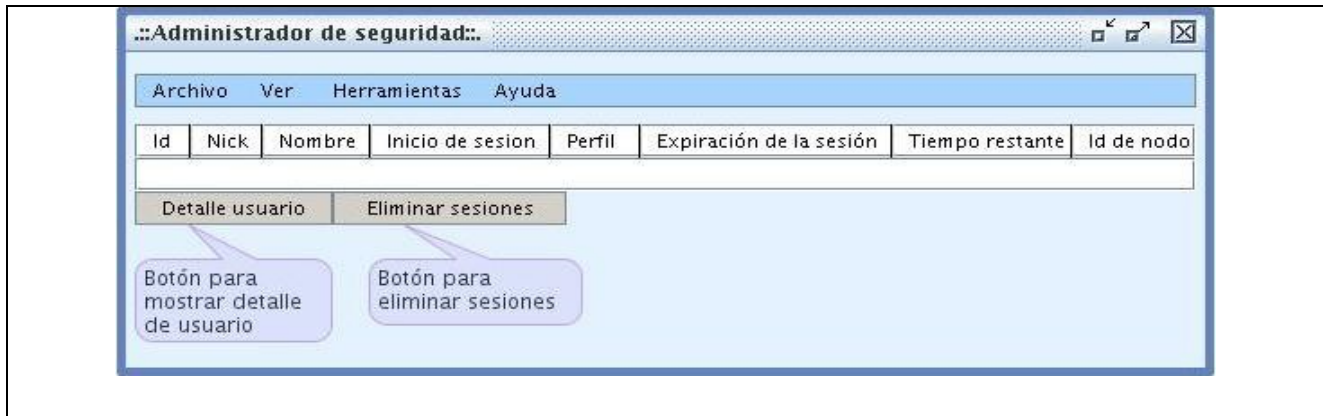 .::Administrador de seguridad::.
Archivo Ver Herramientas Ayuda
Id Nick Nombre Inicio de sesion Perfil Expiración de la sesión Tiempo restante Id de nodo
Detalle usuario Eliminar sesiones
Botón para
mostrar detalle
de usuario
Botón para
eliminar sesiones